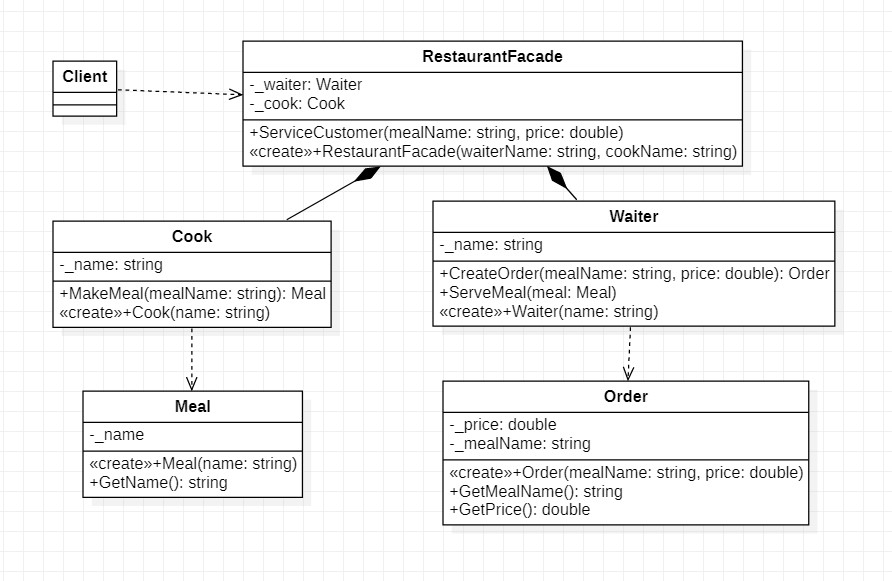 Client
RestaurantFacade
-_waiter: Waiter
-_cook: Cook
+ServiceCustomer(mealName: string, price: double)
«create»+RestaurantFacade(waiterName: string, cookName: string)
Cook
-_name: string
+MakeMeal(mealName: string): Meal
«create»+Cook(name: string)
Waiter
-_name: string
+CreateOrder(mealName: string, price: double): Order
+ServeMeal(meal: Meal)
«create»+Waiter(name: string)
Meal
-_name
«create»+Meal(name: string)
+GetName(): string
Order
-_price: double
-_mealName: string
«create»+Order(mealName: string, price: double)
+GetMealName(): string
+GetPrice(): double